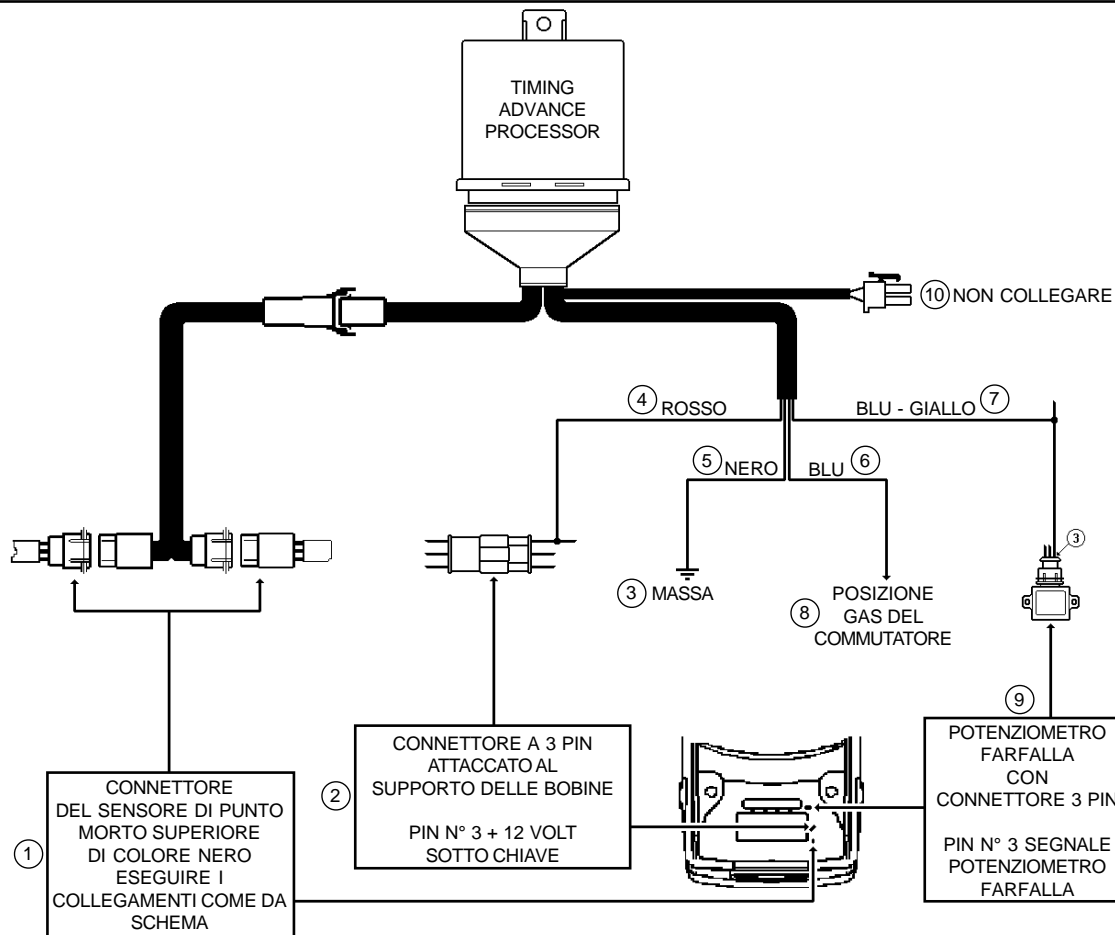 TIMING
ADVANCE
PROCESSOR
10 NON COLLEGARE
4 ROSSO
BLU - GIALLO 7
5 NERO
BLU 6
3
3 MASSA
8 POSIZIONE
GAS DEL
COMMUTATORE
9
POTENZIOMETRO
FARFALLA
CON
CONNETTORE 3 PIN
PIN N° 3 SEGNALE
POTENZIOMETRO
FARFALLA
2
CONNETTORE A 3 PIN
ATTACCATO AL
SUPPORTO DELLE BOBINE
PIN N° 3 + 12 VOLT
SOTTO CHIAVE
1
CONNETTORE
DEL SENSORE DI PUNTO
MORTO SUPERIORE
DI COLORE NERO
ESEGUIRE I
COLLEGAMENTI COME DA
SCHEMA